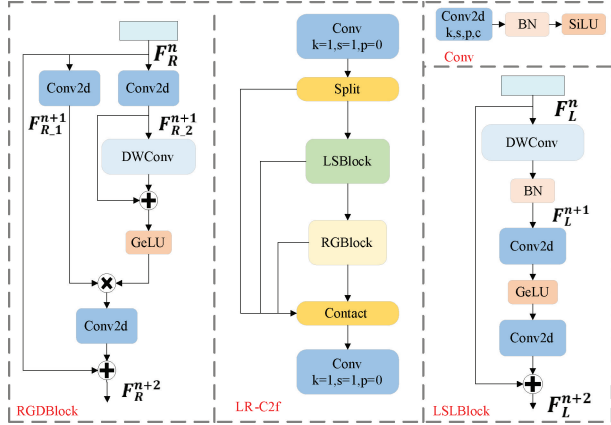 F_R^n
Conv2d
Conv2d
F_{R_1}^{n+1}
F_{R_2}^{n+1}
DWConv
GeLU
Conv2d
F_R^{n+2}
RGDBlock
Conv
k=1,s=1,p=0
Split
LSBlock
RGBlock
Contact
Conv
k=1,s=1,p=0
LR-C2f
Conv2d
k,s,p,c
BN
SiLU
Conv
F_L^n
DWConv
BN
F_L^{n+1}
Conv2d
GeLU
Conv2d
F_L^{n+2}
LSLBlock